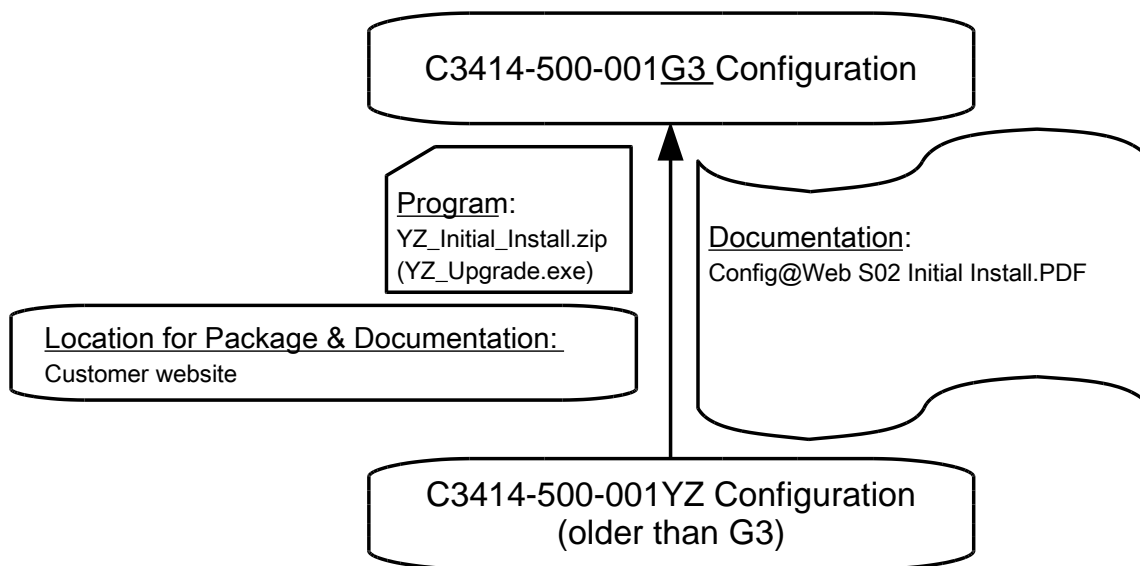 C3414-500-001G3 Configuration
Program:
YZ_Initial_Install.zip
(YZ_Upgrade.exe)
Documentation:
Config@Web S02 Initial Install.PDF
Location for Package & Documentation:
Customer website
C3414-500-001YZ Configuration
(older than G3)